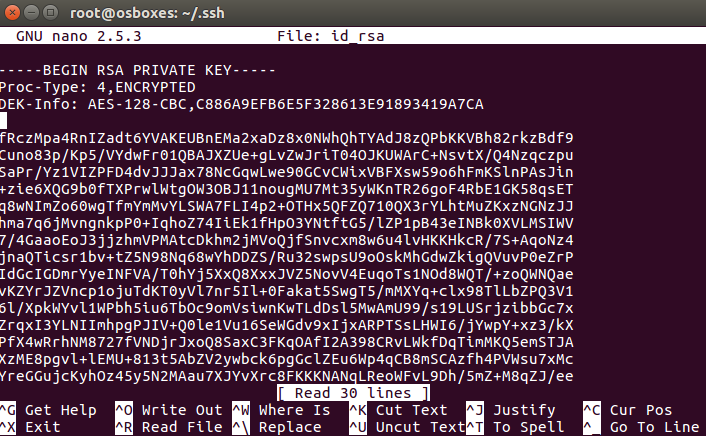 root@osboxes: ~/.ssh
GNU nano 2.5.3 File: id_rsa
-----BEGIN RSA PRIVATE KEY-----
Proc-Type: 4,ENCRYPTED
DEK-Info: AES-128-CBC,C886A9EFB6E5F328613E91893419A7CA
fRczMpa4RnIZadt6YVAKEUBnEMa2xaDz8x0NWhQhTYAdJ8zQPbKKVBh82rkzBdf9
Cuno83p/Kp5/VYdwFr01QBAJXZUe+gLvZwJriT04OJKUWArC+NsvtX/Q4Nzqczpu
SaPr/Yz1VIZPFD4dvJJJax78NcGqwLwe90GCvCWixVBFXsw59o6hFmKSlnPAsJin
+zie6XQG9b0fTXPrwlWtgOW3OBJ11nougMU7Mt35yWKnTR26goF4RbE1GK58qsET
q8wNImZo60wgTfmYmMvYLSWA7FLI4p2+OTHx5QFZQ710QX3rYLhtMuZKxzNGNzJJ
hma7q6jMvngnkpP0+IqhoZ74IiEk1fHpO3YNtftG5/lZP1pB43eINBk0XVLMSIWV
7/4GaaoEoJ3jjzhmVPMAtcDkhm2jMVoQjfSnvcxm8w6u4lvHKKHkcR/7S+AqoNz4
jnaQTicsr1bv+tZ5N98Nq68wYhDDZS/Ru32swpsU9oOskMhGdwZkigQVuvP0eZrP
IdGcIGDmrYyeINFVA/T0hYj5XxQ8XxxJVZ5NovV4EuqoTs1NOd8WQT/+zoQWNQae
vKZYrJZVncp1ojuTdKT0yVl7nr5Il+0Fakat5SwgT5/mMXYq+clx98TlLbZPQ3V1
6l/XpkWYvl1WPbh5iu6TbOc9omVsiwnKwTLdDsl5MwAmU99/s19LUSrjzibbGc7x
ZrqxI3YLNIImhpgPJIV+Q0le1Vu16SeWGdv9xIjxARPTSsLHWI6/jYwpY+xz3/kX
PfX4wRrhNM8727fVNDjrJxoQ8SaxC3FKqOAfI2A398CRvLWkfDqTimMKQ5emSTJA
XzME8pgvl+lEMU+813t5AbZV2ywbck6pgGclZEu6Wp4qCB8mSCAzfh4PVWsu7xMc
YreGGujcKyhOz45y5N2MAau7XJYvXrc8FKKKNANqLReoWFvL9Dh/5mZ+M8qZJ/ee
[ Read 30 lines ]
^G Get Help ^O Write Out ^W Where Is ^K Cut Text ^J Justify ^C Cur Pos
^X Exit ^R Read File ^\ Replace ^U Uncut Text ^T To Spell ^_ Go To Line